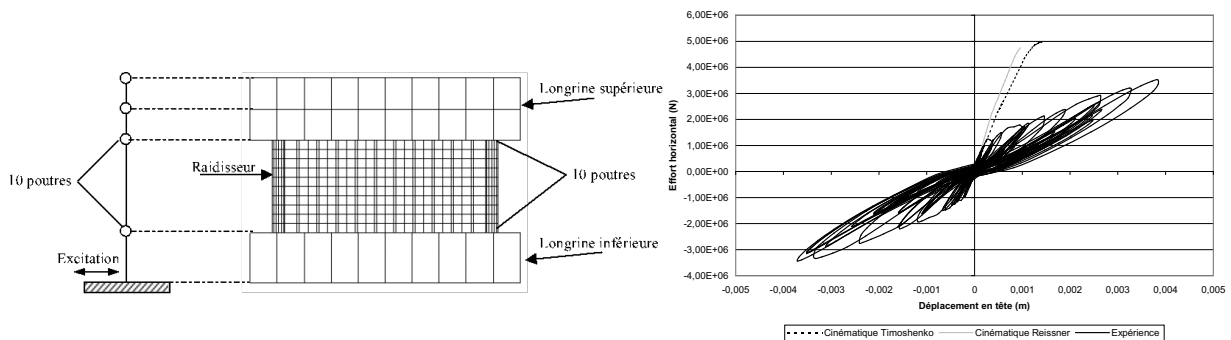 Longrine supérieure
Raidisseur
10 poutres
10 poutres
Excitation
Longrine inférieure
6,00E+06
5,00E+06
4,00E+06
3,00E+06
2,00E+06
1,00E+06
0,00E+00
-1,00E+06
-2,00E+06
-3,00E+06
-4,00E+06
Effort horizontal (N)
-0,005
-0,004
-0,003
-0,002
-0,001
0
0,001
0,002
0,003
0,004
0,005
Déplacement en tête (m)
Cinématique Timoshenko
Cinématique Reissner
Expérience